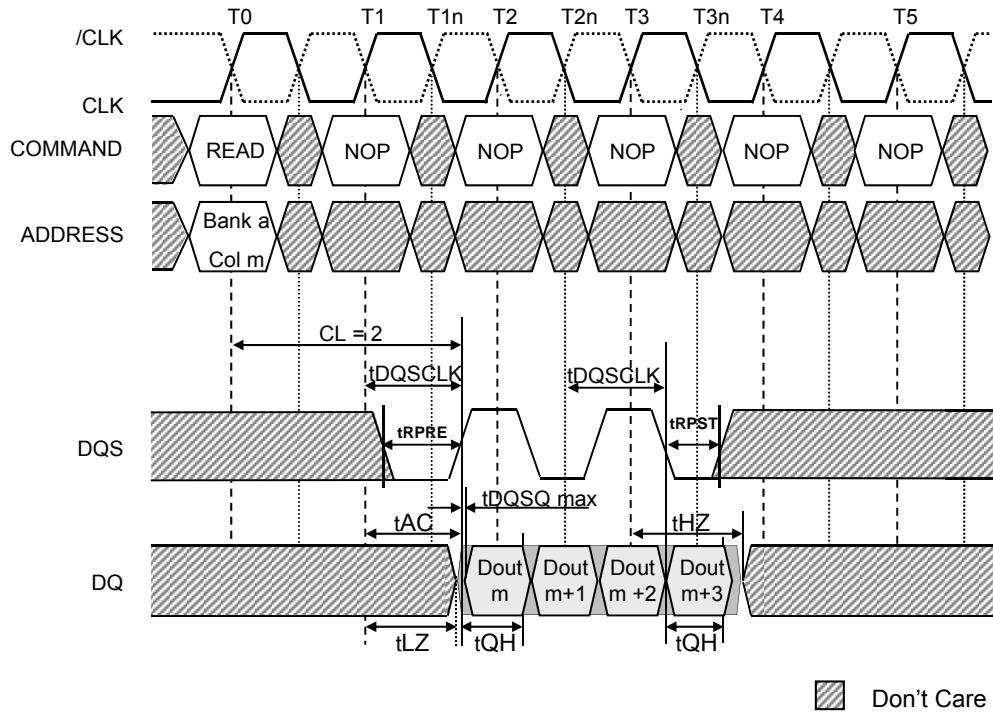 T0 T1 T1n T2 T2n T3 T3n T4 T5
/CLK
CLK
COMMAND READ NOP NOP NOP NOP NOP
ADDRESS
Bank a
Col m
CL = 2
tDQSCLK tDQSCLK
DQS tRPRE tRPST
tDQSQ max
tAC tHZ
DQ
Dout Dout Dout Dout
m m+1 m +2 m+3
tLZ tQH tQH
Don't Care